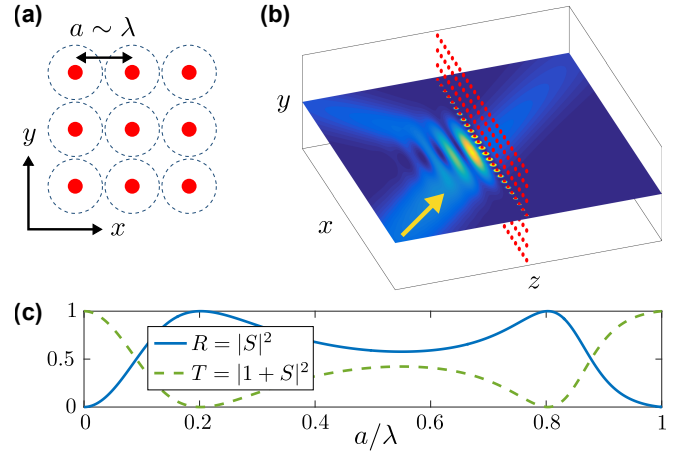 (a)
a ∼ λ
y
x
(b)
y
x
z
(c)
1
0.5
0
R = |S|²
T = |1 + S|²
0 0.2 0.4 0.6 0.8 1
a/λ